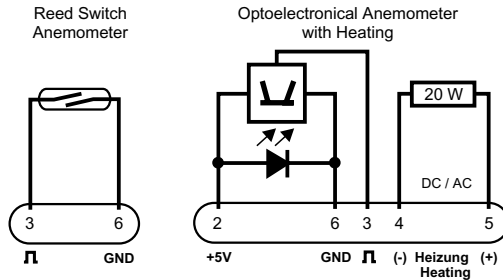 Reed Switch
Anemometer
Optoelectronical Anemometer
with Heating
20 W
DC / AC
3 6
2 6 3 4 5
GND
+5V GND (-) Heizung (+)
Heating